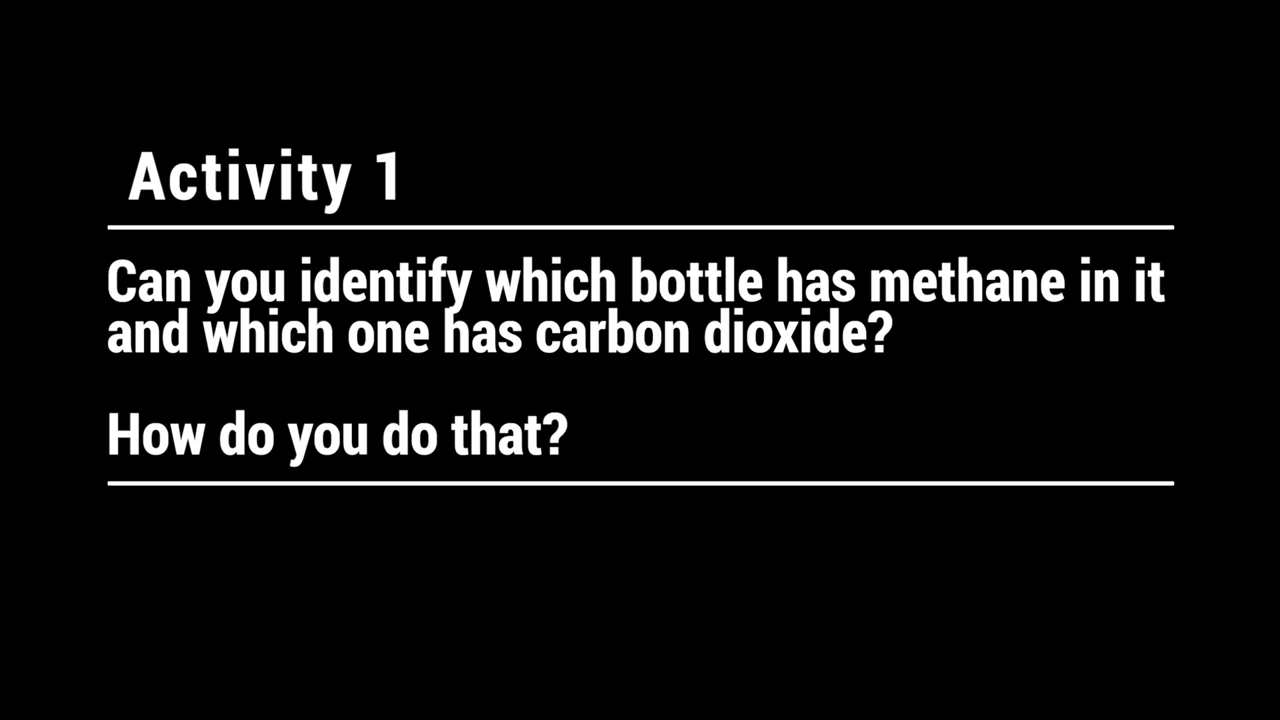 Activity 1
Can you identify which bottle has methane in it
and which one has carbon dioxide?
How do you do that?